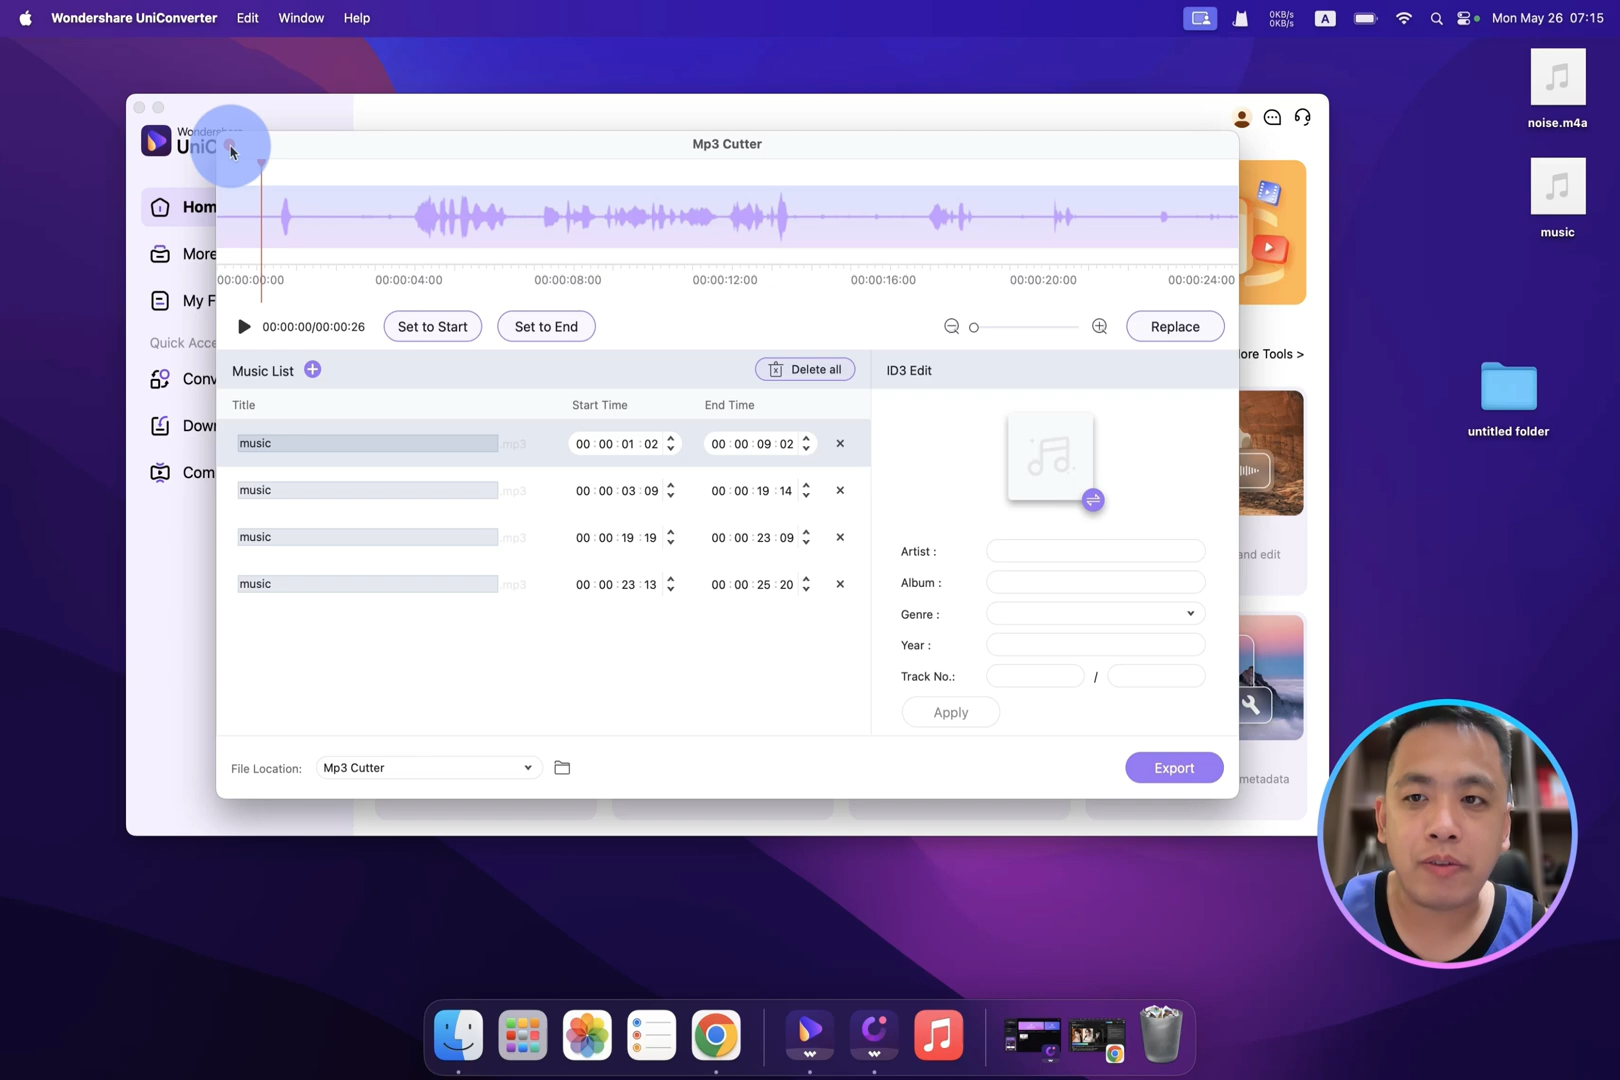 Wondershare UniConverter Edit Window Help
0KB/s
0KB/s
A
Mon May 26 07:15
noise.m4a
music
untitled folder
Wondershare
UniC
Hom
More
My F
Quick Acce
Conv
Down
Com
Mp3 Cutter
00:00:00:00 00:00:04:00 00:00:08:00 00:00:12:00 00:00:16:00 00:00:20:00 00:00:24:00
00:00:00/00:00:26 Set to Start Set to End Replace
ore Tools >
Music List Delete all ID3 Edit
Title Start Time End Time
music .mp3 00:00:01:02 00:00:09:02
music .mp3 00:00:03:09 00:00:19:14
music .mp3 00:00:19:19 00:00:23:09
music .mp3 00:00:23:13 00:00:25:20
Artist :
Album :
Genre :
Year :
Track No.: /
Apply
and edit
metadata
File Location: Mp3 Cutter Export